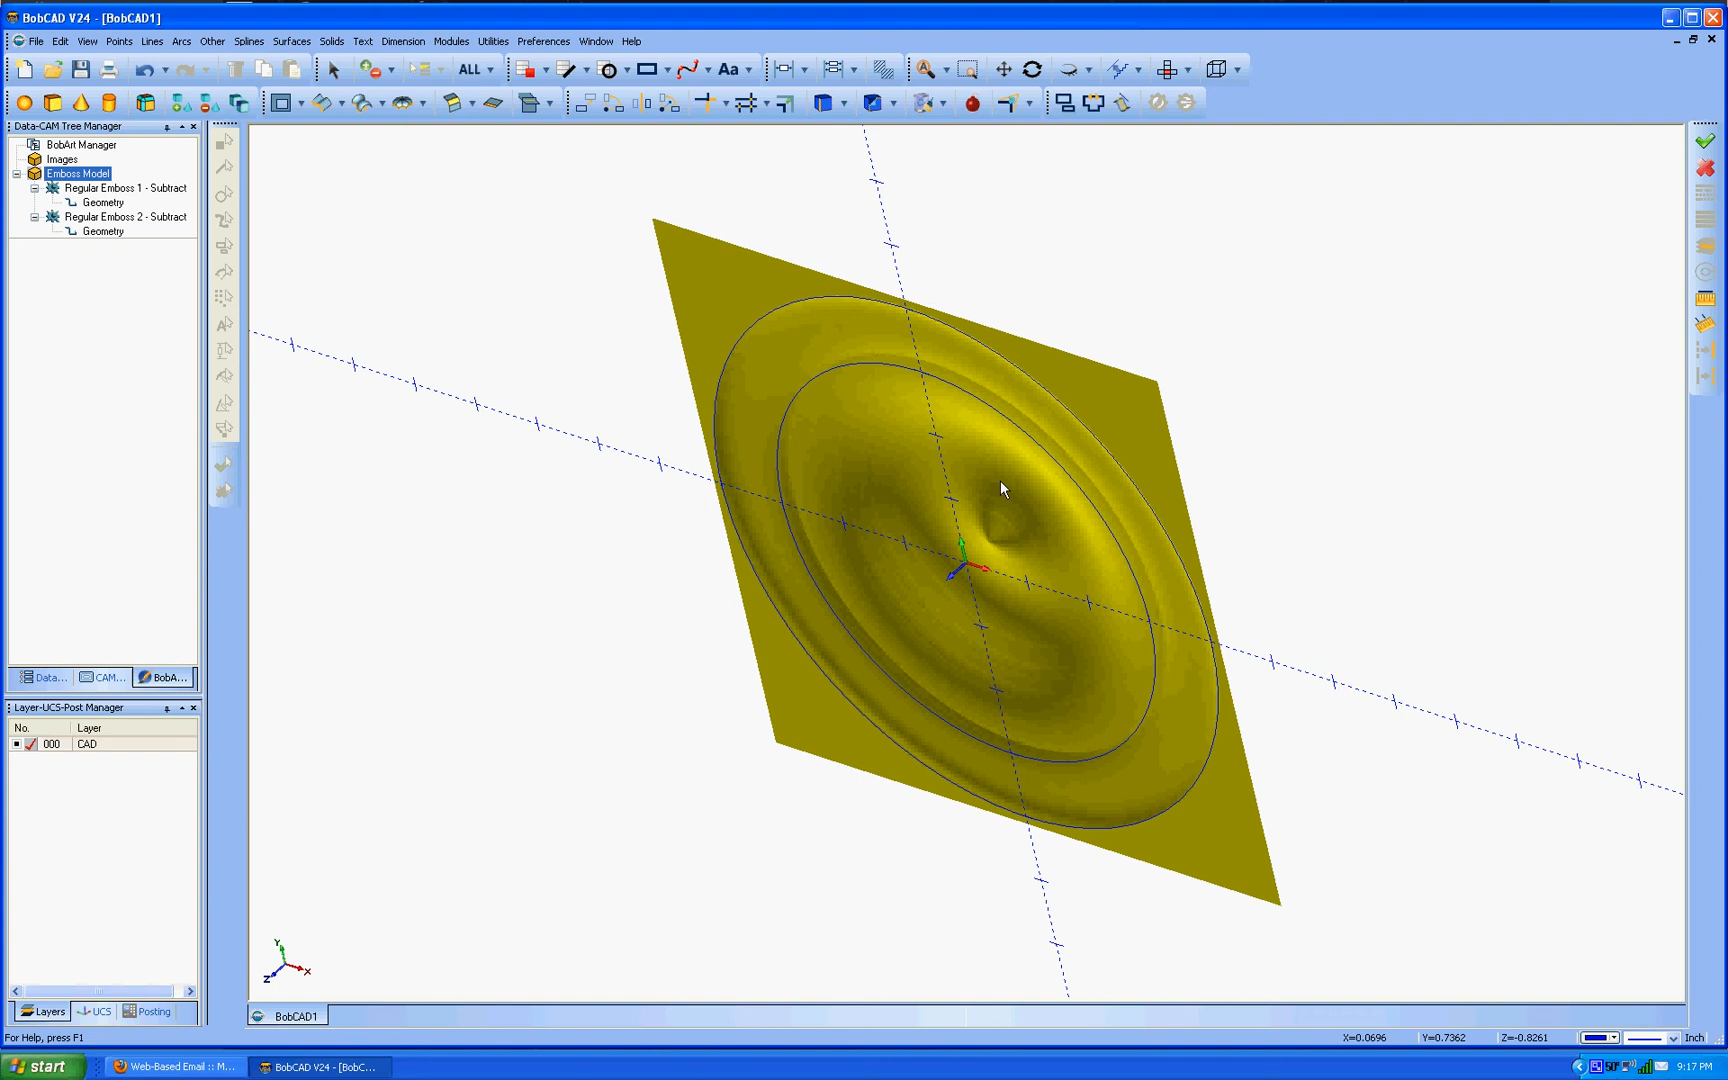 BobCAD V24 - [BobCAD1]
File Edit View Points Lines Arcs Other Splines Surfaces Solids Text Dimension Modules Utilities Preferences Window Help
ALL Aa
Data-CAM Tree Manager
BobArt Manager
Images
Emboss Model
Regular Emboss 1 - Subtract
Geometry
Regular Emboss 2 - Subtract
Geometry
Data... CAM... BobA...
Layer-UCS-Post Manager
No. Layer
000 CAD
Layers UCS Posting
Y
Z X
BobCAD1
For Help, press F1
X=0.0696 Y=0.7362 Z=-0.8261 Inch
start Web-Based Email :: M... BobCAD V24 - [BobC... 50° 9:17 PM